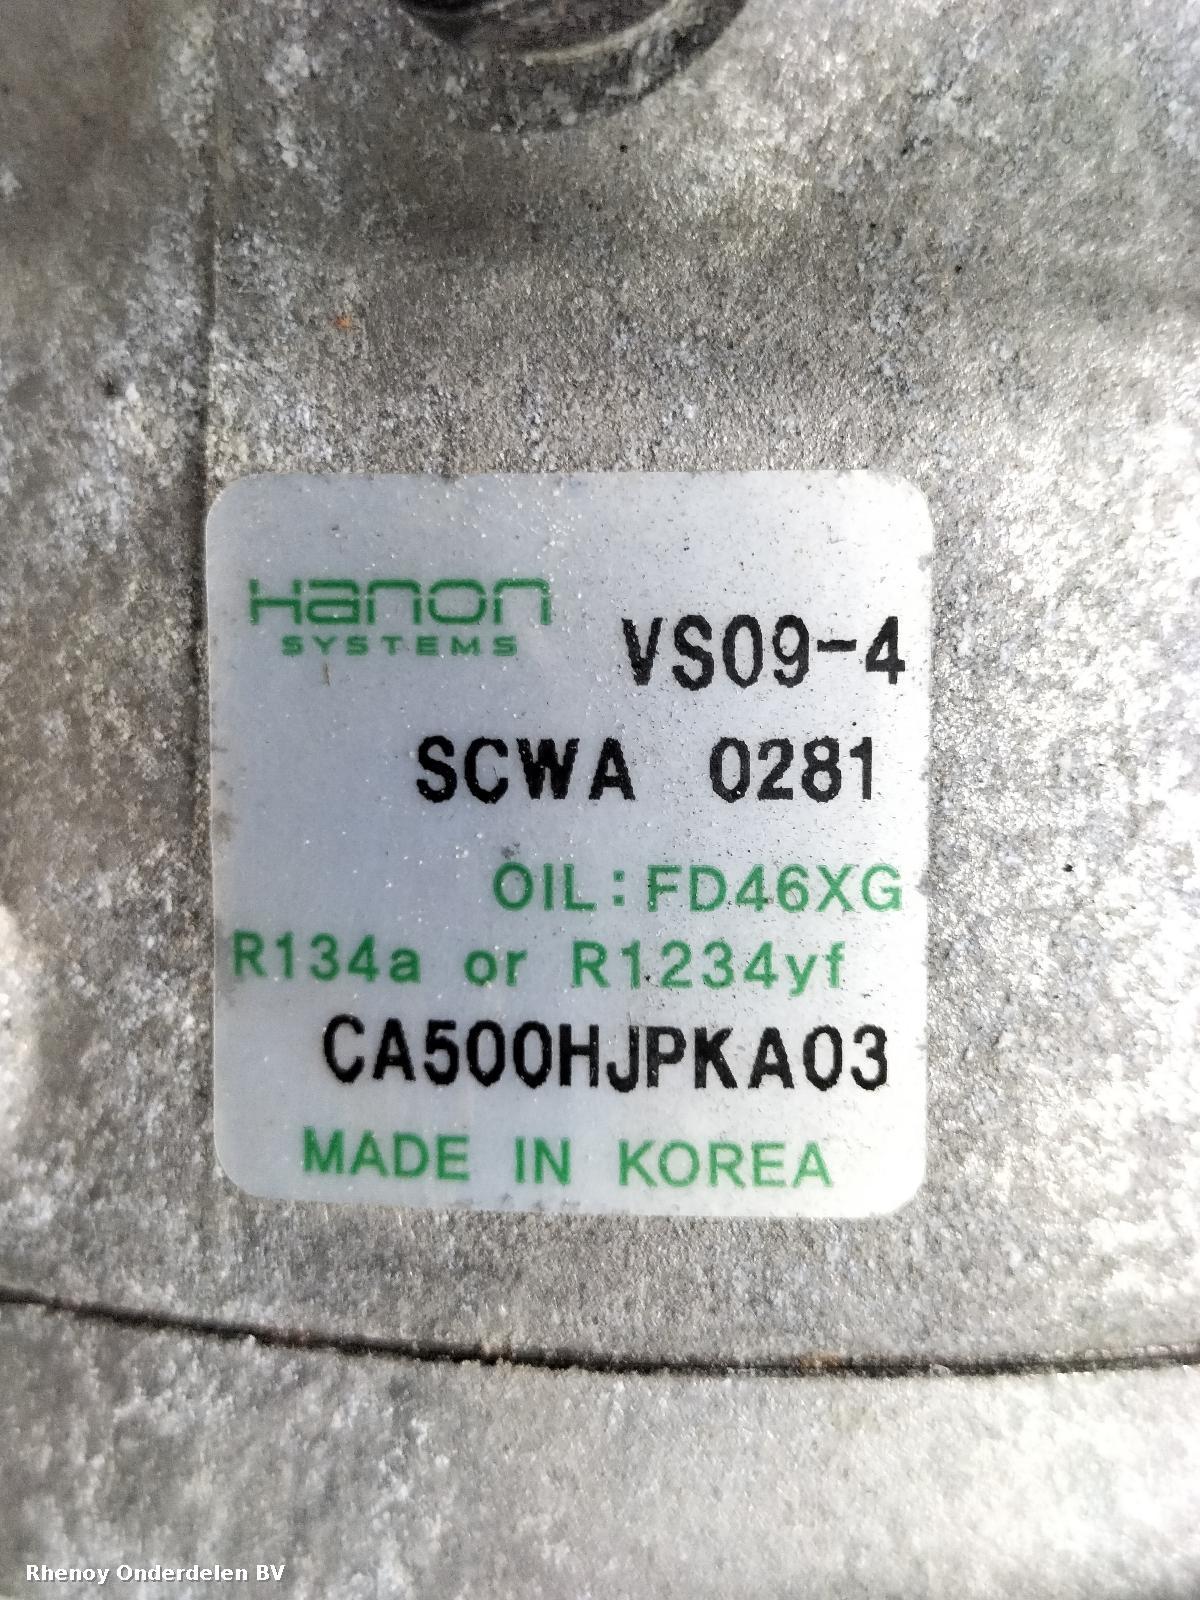 Hanon
SYSTEMS
VS09-4
SCWA 0281
OIL:FD46XG
R134a or R1234yf
CA500HJPKA03
MADE IN KOREA
Rhenoy Onderdelen BV